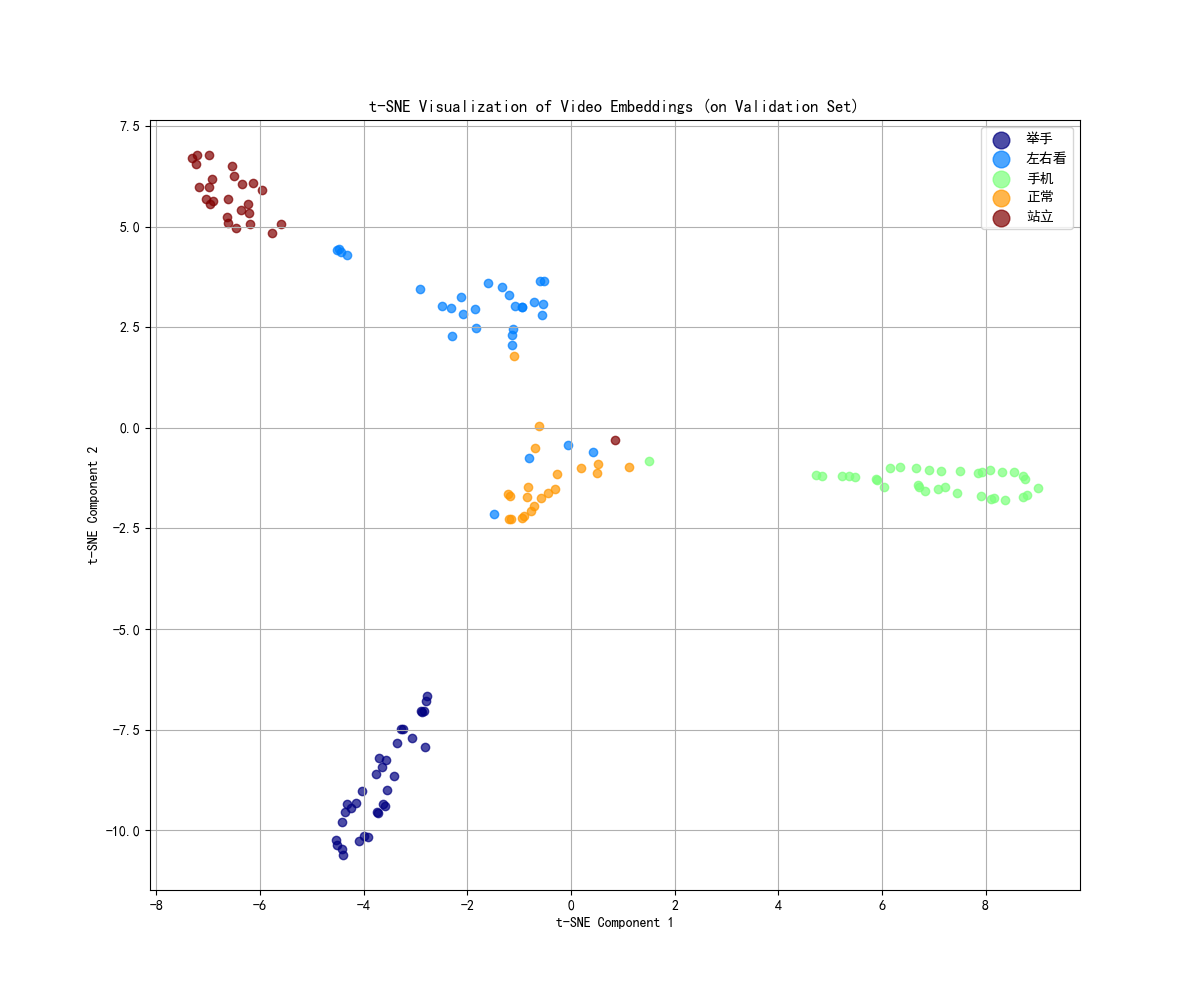 t-SNE Visualization of Video Embeddings (on Validation Set)
举手
左右看
手机
正常
站立
7.5
5.0
2.5
0.0
-2.5
-5.0
-7.5
-10.0
t-SNE Component 2
-8 -6 -4 -2 0 2 4 6 8
t-SNE Component 1